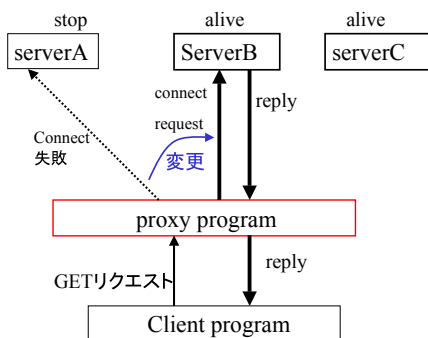 stop
alive
alive
serverA
ServerB
serverC
connect
reply
request
Connect
失敗
変更
proxy program
GETリクエスト
reply
Client program